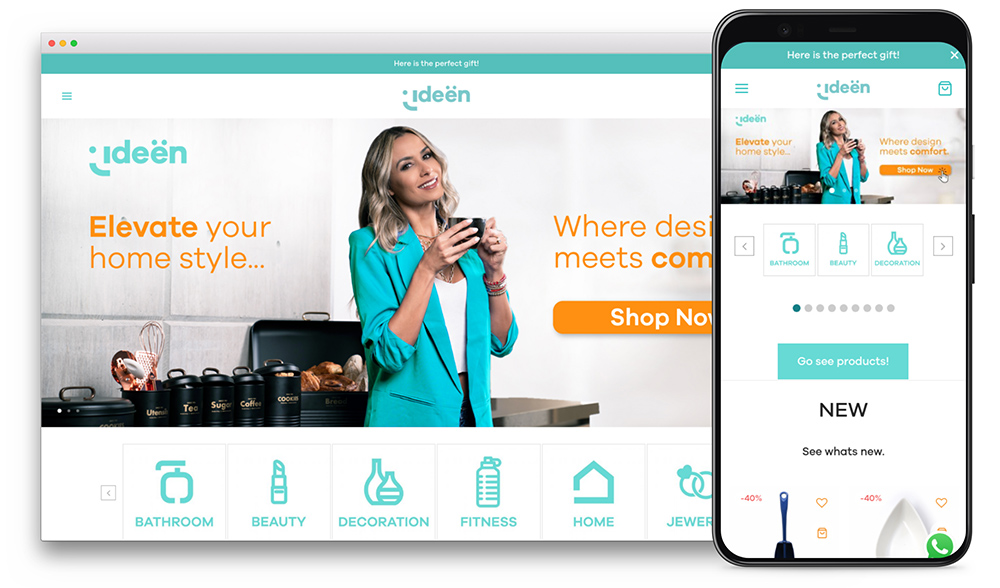 Here is the perfect gift!
ideën
ideën
Elevate your
home style...
Where desi
meets com
Shop Now
Utensils
Tea
Sugar
Coffee
COOKIES
Bread
COOKIES
BATHROOM
BEAUTY
DECORATION
FITNESS
HOME
JEWER
Here is the perfect gift!
ideën
ideën
Elevate your
home style...
Where design
meets comfort.
Shop Now
BATHROOM
BEAUTY
DECORATION
Go see products!
NEW
See whats new.
-40%
-40%